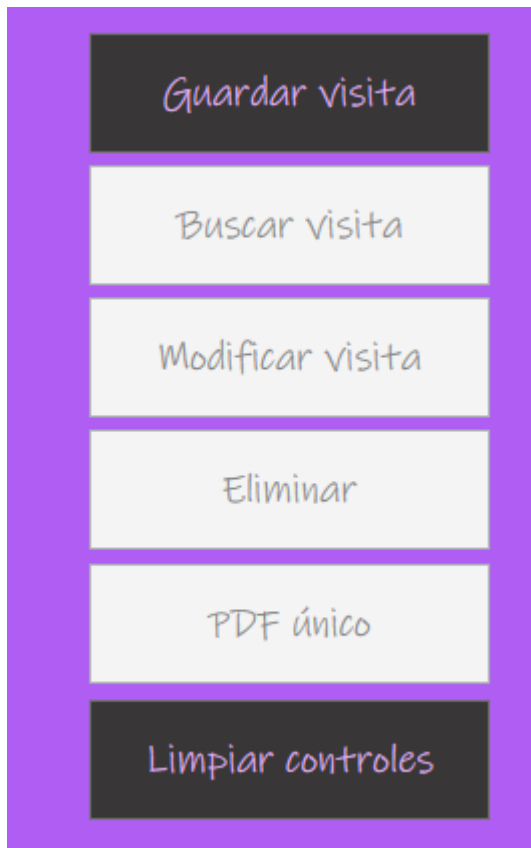 Guardar visita
Buscar visita
Modificar visita
Eliminar
PDF único
Limpiar controles